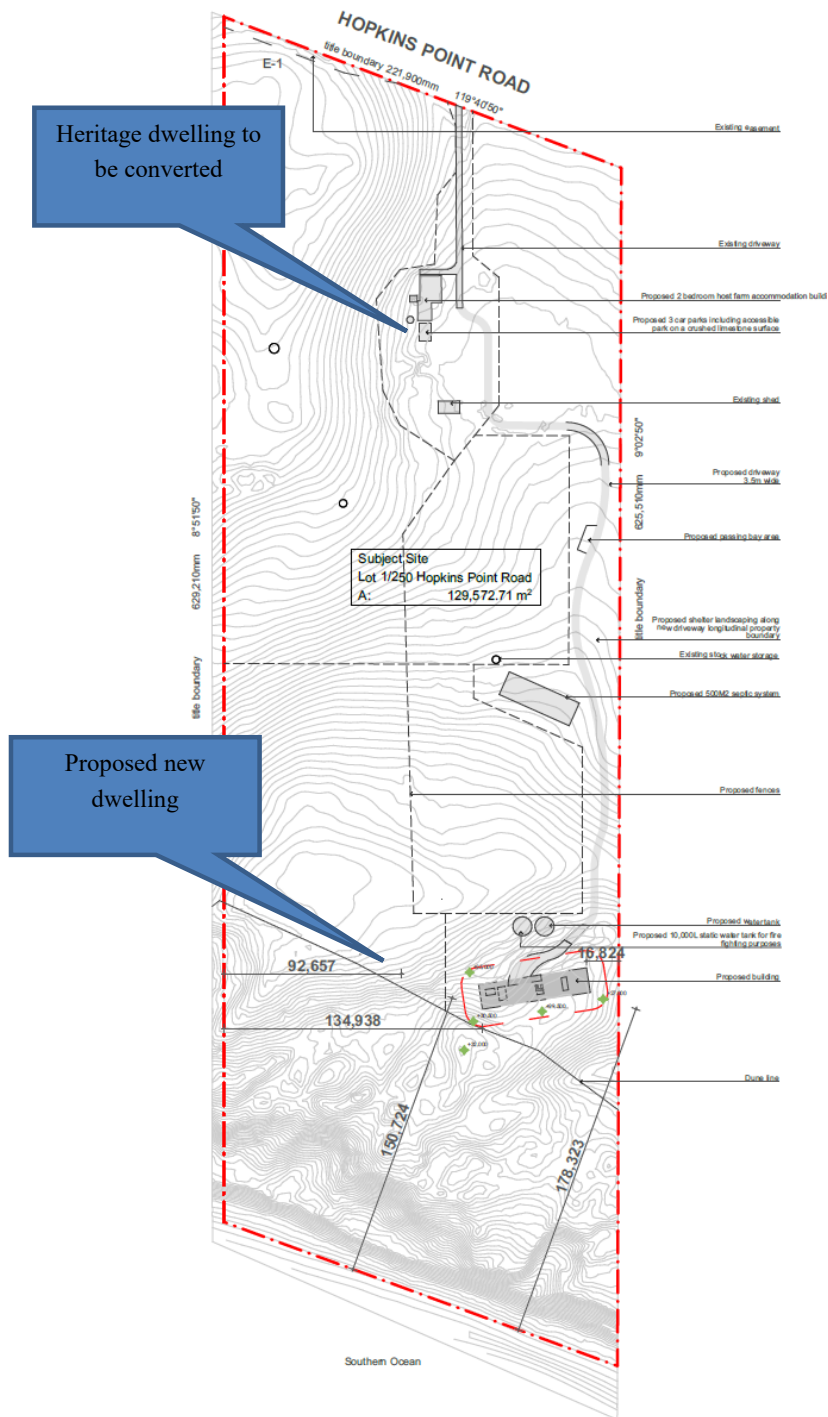 HOPKINS POINT ROAD
title boundary 221,900mm
119°40'50"
E-1
Heritage dwelling to
be converted
Existing easement
Existing driveway
Proposed 2 bedroom host farm accommodation buildi
Proposed 3 car parks including accessible
park on a crushed limestone surface
Existing shed
9°02'50"
625,510mm
title boundary
Proposed driveway
3.5m wide
8°51'50"
629,210mm
title boundary
Proposed passing bay area
Subject Site
Lot 1/250 Hopkins Point Road
A: 129,572.71 m²
Proposed shelter landscaping along
new driveway longitudinal property
boundary
Existing stock water storage
Proposed 500M2 septic system
Proposed new
dwelling
Proposed fences
Proposed water tank
Proposed 10,000L static water tank for fire
fighting purposes
16,824
92,657
Proposed building
134,938
Dune line
150,724
178,323
Southern Ocean